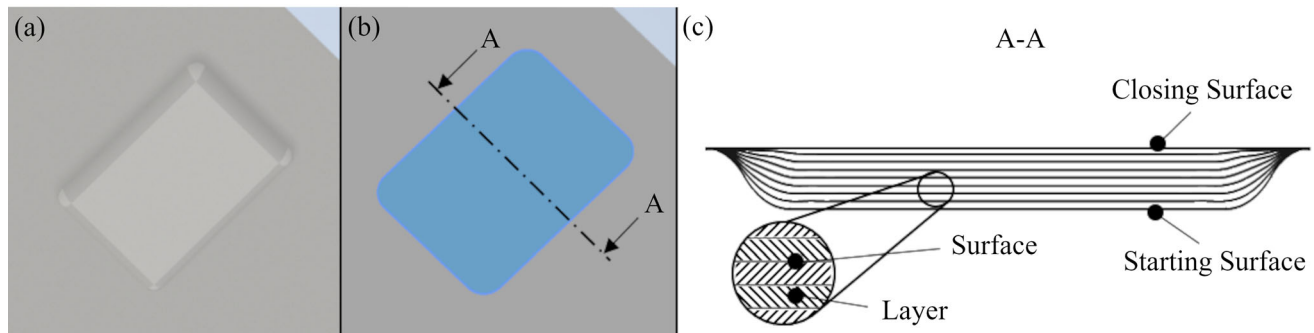 (a)
(b)
A
A
(c)
A-A
Closing Surface
Surface
Starting Surface
Layer